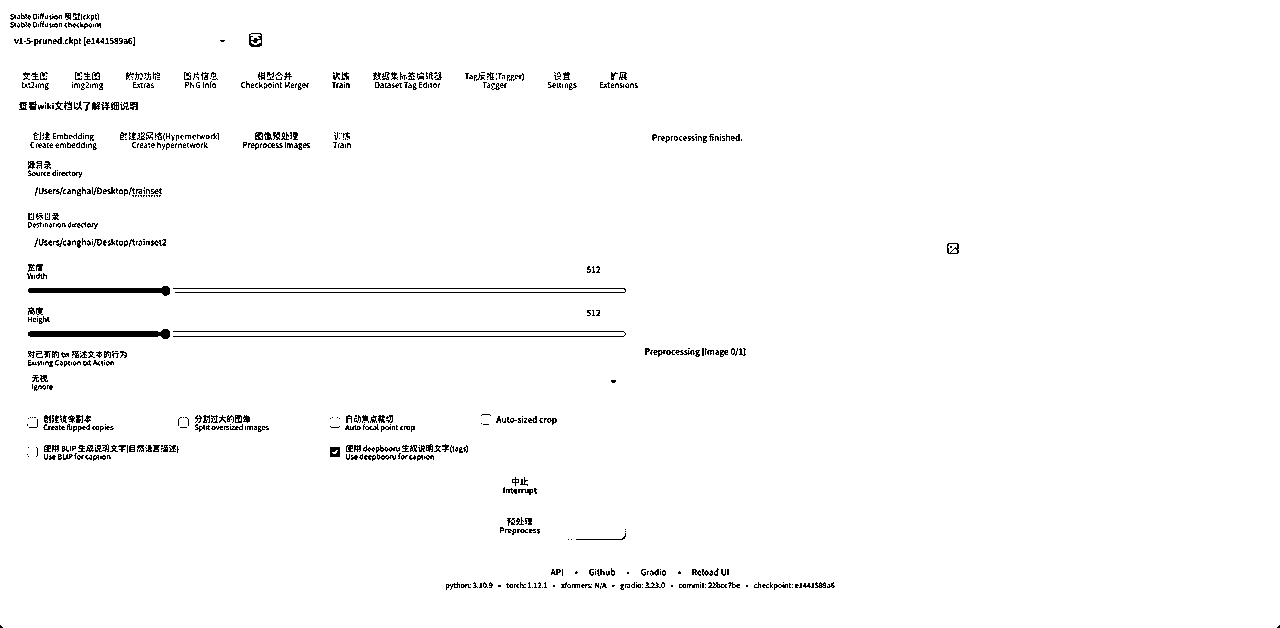 Stable Diffusion 模型(ckpt)
Stable Diffusion checkpoint
v1-5-pruned.ckpt [e1441589a6]
文生图 图生图 附加功能 图片信息 模型合并 训练 数据集标签编辑器 Tag反推(Tagger) 设置 扩展
txt2img img2img Extras PNG Info Checkpoint Merger Train Dataset Tag Editor Tagger Settings Extensions
查看wiki文档以了解详细说明
创建 Embedding 创建超网络(Hypernetwork) 图像预处理 训练
Create embedding Create hypernetwork Preprocess images Train
Preprocessing finished.
源目录
Source directory
/Users/canghai/Desktop/trainset
目标目录
Destination directory
/Users/canghai/Desktop/trainset2
宽度
Width
512
高度
Height
512
对已有的 txt 描述文本的行为
Existing Caption txt Action
Preprocessing [Image 0/1]
无视
ignore
创建镜像副本 分割过大的图像 自动焦点裁切 Auto-sized crop
Create flipped copies Split oversized images Auto focal point crop
使用 BLIP 生成说明文字(自然语言描述) 使用 deepbooru 生成说明文字(tags)
Use BLIP for caption Use deepbooru for caption
中止
Interrupt
预处理
Preprocess
API • Github • Gradio • Reload UI
python: 3.10.9 • torch: 1.12.1 • xformers: N/A • gradio: 3.23.0 • commit: 22bcc7be • checkpoint: e1441589a6